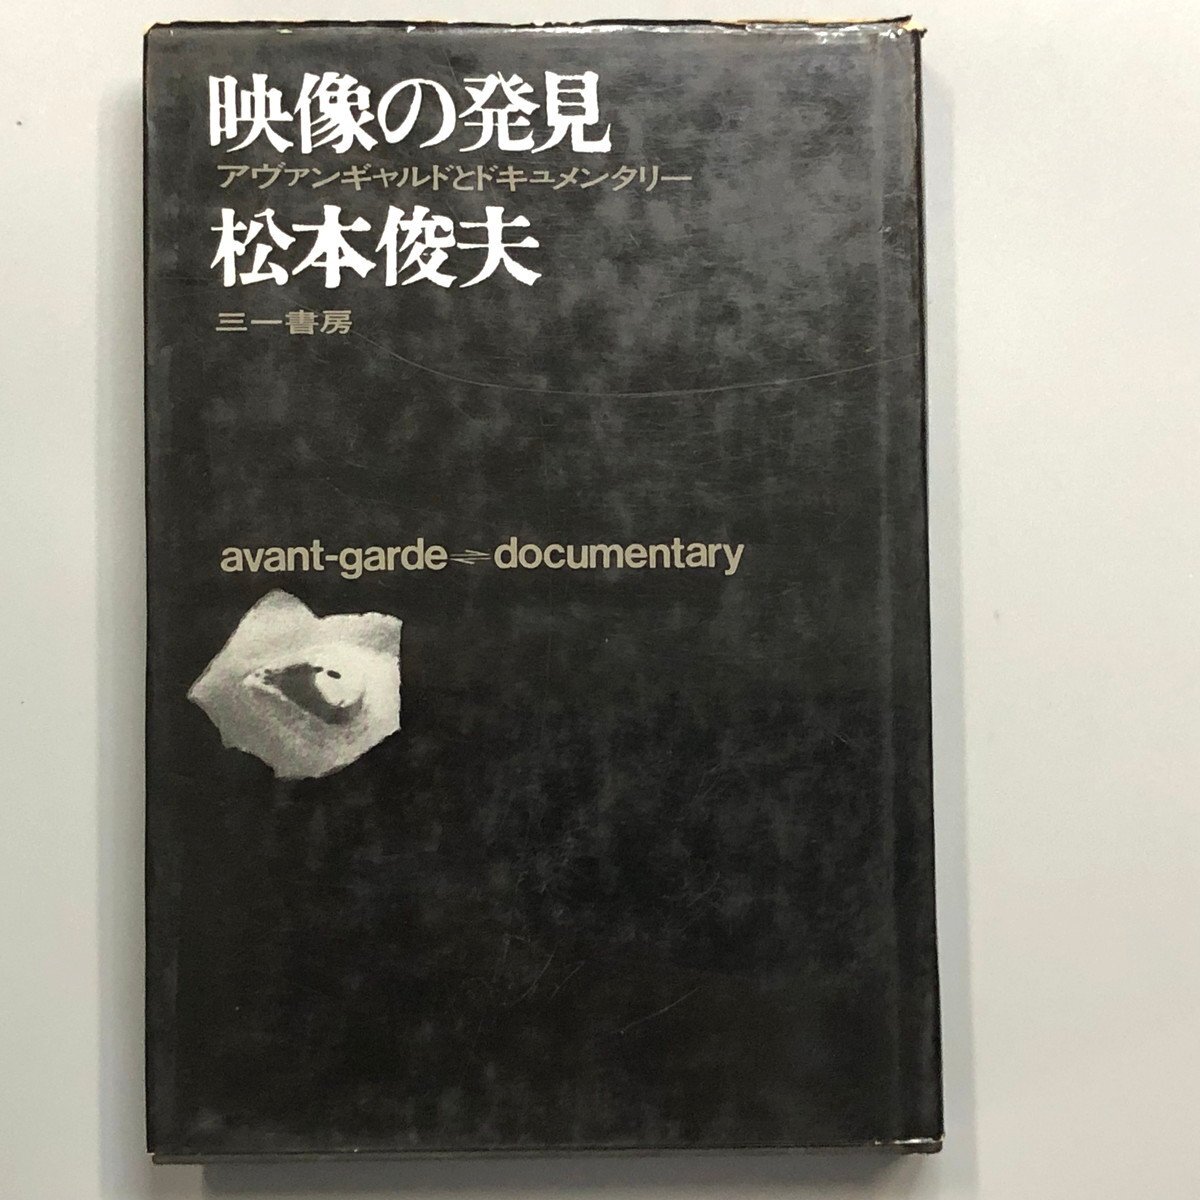 映像の発見
アヴァンギャルドとドキュメンタリー
松本俊夫
三一書房
avant-garde⇌documentary